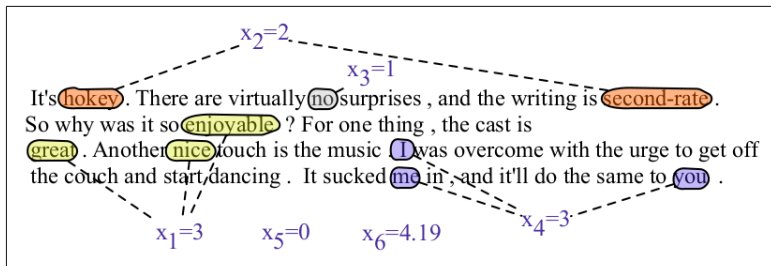 x2=2
x3=1
It's hokey . There are virtually no surprises , and the writing is second-rate .
So why was it so enjoyable ? For one thing , the cast is
great . Another nice touch is the music . I was overcome with the urge to get off
the couch and start dancing . It sucked me in , and it'll do the same to you .
x1=3 x5=0 x6=4.19 x4=3